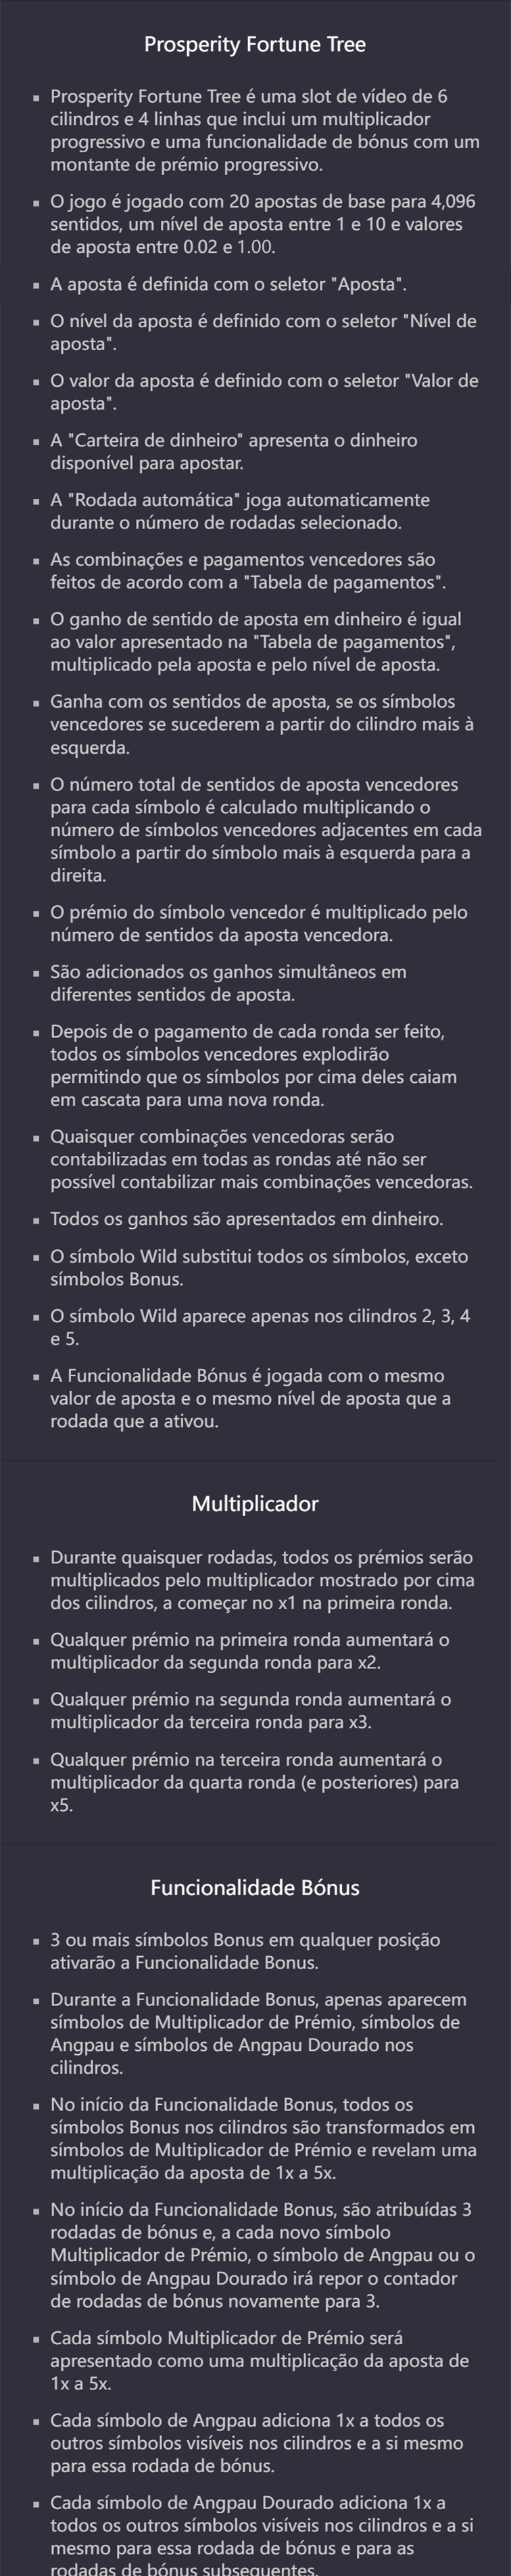 Prosperity Fortune Tree
▪ Prosperity Fortune Tree é uma slot de vídeo de 6
cilindros e 4 linhas que inclui um multiplicador
progressivo e uma funcionalidade de bónus com um
montante de prémio progressivo.
▪ O jogo é jogado com 20 apostas de base para 4,096
sentidos, um nível de aposta entre 1 e 10 e valores
de aposta entre 0.02 e 1.00.
▪ A aposta é definida com o seletor "Aposta".
▪ O nível da aposta é definido com o seletor "Nível de
aposta".
▪ O valor da aposta é definido com o seletor "Valor de
aposta".
▪ A "Carteira de dinheiro" apresenta o dinheiro
disponível para apostar.
▪ A "Rodada automática" joga automaticamente
durante o número de rodadas selecionado.
▪ As combinações e pagamentos vencedores são
feitos de acordo com a "Tabela de pagamentos".
▪ O ganho de sentido de aposta em dinheiro é igual
ao valor apresentado na "Tabela de pagamentos",
multiplicado pela aposta e pelo nível de aposta.
▪ Ganha com os sentidos de aposta, se os símbolos
vencedores se sucederem a partir do cilindro mais à
esquerda.
▪ O número total de sentidos de aposta vencedores
para cada símbolo é calculado multiplicando o
número de símbolos vencedores adjacentes em cada
símbolo a partir do símbolo mais à esquerda para a
direita.
▪ O prémio do símbolo vencedor é multiplicado pelo
número de sentidos da aposta vencedora.
▪ São adicionados os ganhos simultâneos em
diferentes sentidos de aposta.
▪ Depois de o pagamento de cada ronda ser feito,
todos os símbolos vencedores explodirão
permitindo que os símbolos por cima deles caiam
em cascata para uma nova ronda.
▪ Quaisquer combinações vencedoras serão
contabilizadas em todas as rondas até não ser
possível contabilizar mais combinações vencedoras.
▪ Todos os ganhos são apresentados em dinheiro.
▪ O símbolo Wild substitui todos os símbolos, exceto
símbolos Bonus.
▪ O símbolo Wild aparece apenas nos cilindros 2, 3, 4
e 5.
▪ A Funcionalidade Bónus é jogada com o mesmo
valor de aposta e o mesmo nível de aposta que a
rodada que a ativou.
Multiplicador
▪ Durante quaisquer rodadas, todos os prémios serão
multiplicados pelo multiplicador mostrado por cima
dos cilindros, a começar no x1 na primeira ronda.
▪ Qualquer prémio na primeira ronda aumentará o
multiplicador da segunda ronda para x2.
▪ Qualquer prémio na segunda ronda aumentará o
multiplicador da terceira ronda para x3.
▪ Qualquer prémio na terceira ronda aumentará o
multiplicador da quarta ronda (e posteriores) para
x5.
Funcionalidade Bónus
▪ 3 ou mais símbolos Bonus em qualquer posição
ativarão a Funcionalidade Bonus.
▪ Durante a Funcionalidade Bonus, apenas aparecem
símbolos de Multiplicador de Prémio, símbolos de
Angpau e símbolos de Angpau Dourado nos
cilindros.
▪ No início da Funcionalidade Bonus, todos os
símbolos Bonus nos cilindros são transformados em
símbolos de Multiplicador de Prémio e revelam uma
multiplicação da aposta de 1x a 5x.
▪ No início da Funcionalidade Bonus, são atribuídas 3
rodadas de bónus e, a cada novo símbolo
Multiplicador de Prémio, o símbolo de Angpau ou o
símbolo de Angpau Dourado irá repor o contador
de rodadas de bónus novamente para 3.
▪ Cada símbolo Multiplicador de Prémio será
apresentado como uma multiplicação da aposta de
1x a 5x.
▪ Cada símbolo de Angpau adiciona 1x a todos os
outros símbolos visíveis nos cilindros e a si mesmo
para essa rodada de bónus.
▪ Cada símbolo de Angpau Dourado adiciona 1x a
todos os outros símbolos visíveis nos cilindros e a si
mesmo para essa rodada de bónus e para as
rodadas de bónus subsequentes.